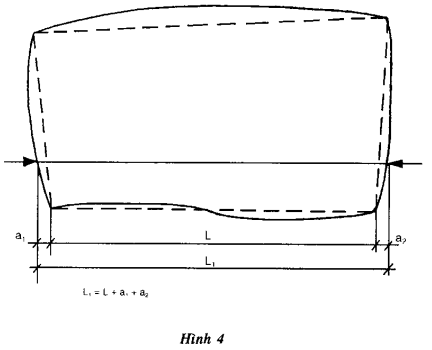 a₁ L a₂
L₁
L₁ = L + a₁ + a₂
Hình 4